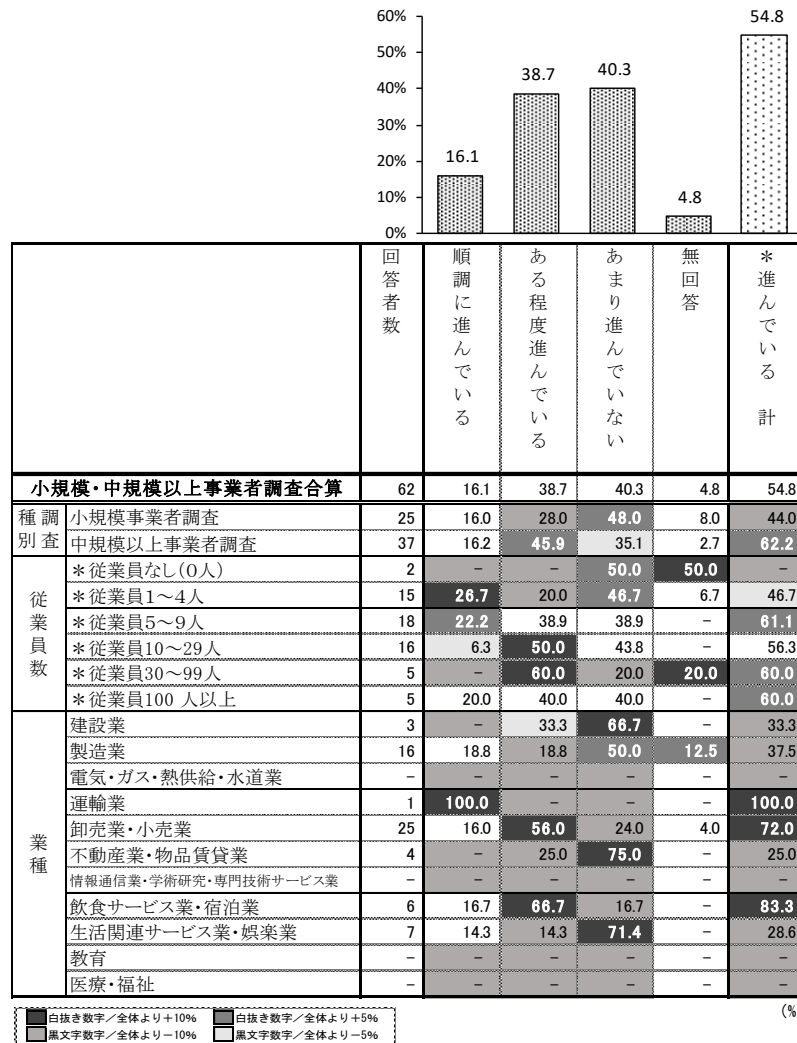 60%
50%
40%
30%
20%
10%
0%
16.1
38.7
40.3
4.8
54.8
回答者数
順調に進んでいる
ある程度進んでいる
あまり進んでいない
無回答
＊進んでいる 計
小規模・中規模以上事業者調査合算 62 16.1 38.7 40.3 4.8 54.8
調査種別
小規模事業者調査 25 16.0 28.0 48.0 8.0 44.0
中規模以上事業者調査 37 16.2 45.9 35.1 2.7 62.2
従業員数
＊従業員なし(0人) 2 － － 50.0 50.0 －
＊従業員1～4人 15 26.7 20.0 46.7 6.7 46.7
＊従業員5～9人 18 22.2 38.9 38.9 － 61.1
＊従業員10～29人 16 6.3 50.0 43.8 － 56.3
＊従業員30～99人 5 － 60.0 20.0 20.0 60.0
＊従業員100 人以上 5 20.0 40.0 40.0 － 60.0
業種
建設業 3 － 33.3 66.7 － 33.3
製造業 16 18.8 18.8 50.0 12.5 37.5
電気・ガス・熱供給・水道業 － － － － － －
運輸業 1 100.0 － － － 100.0
卸売業・小売業 25 16.0 56.0 24.0 4.0 72.0
不動産業・物品賃貸業 4 － 25.0 75.0 － 25.0
情報通信業・学術研究・専門技術サービス業 － － － － － －
飲食サービス業・宿泊業 6 16.7 66.7 16.7 － 83.3
生活関連サービス業・娯楽業 7 14.3 14.3 71.4 － 28.6
教育 － － － － － －
医療・福祉 － － － － － －
(%
白抜き数字／全体より＋10% 白抜き数字／全体より＋5%
黒文字数字／全体より－10% 黒文字数字／全体より－5%